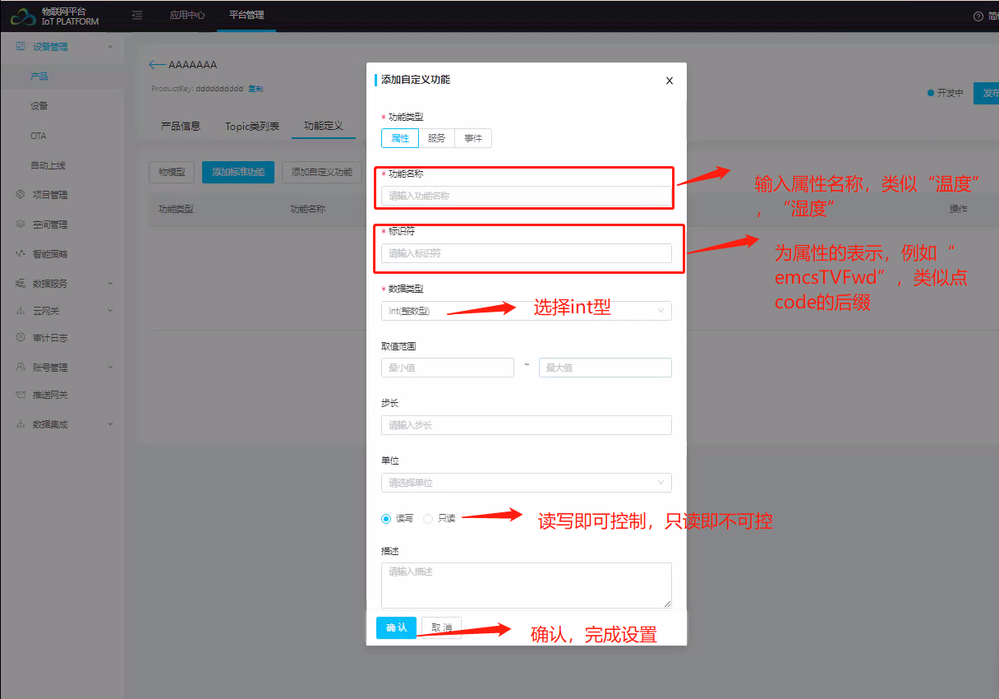 物联网平台
IoT PLATFORM
应用中心
平台管理
设备管理
产品
设备
OTA
自动上线
项目管理
空间管理
智能策略
数据服务
云网关
审计日志
账号管理
推送网关
数据集成
AAAAAAA
ProductKey: dddddddddd 复制
开发中
产品信息
Topic类列表
功能定义
物模型
添加标准功能
添加自定义功能
功能类型
功能名称
操作
添加自定义功能
X
* 功能类型
属性
服务
事件
* 功能名称
请输入功能名称
* 标识符
请输入标识符
* 数据类型
int(整数型)
取值范围
最小值
~
最大值
步长
请输入步长
单位
请选择单位
读写
只读
描述
请输入描述
确 认
取 消
输入属性名称，类似“温度”
，“湿度”
为属性的表示，例如“
emcsTVFwd”，类似点
code的后缀
选择int型
读写即可控制，只读即不可控
确认，完成设置